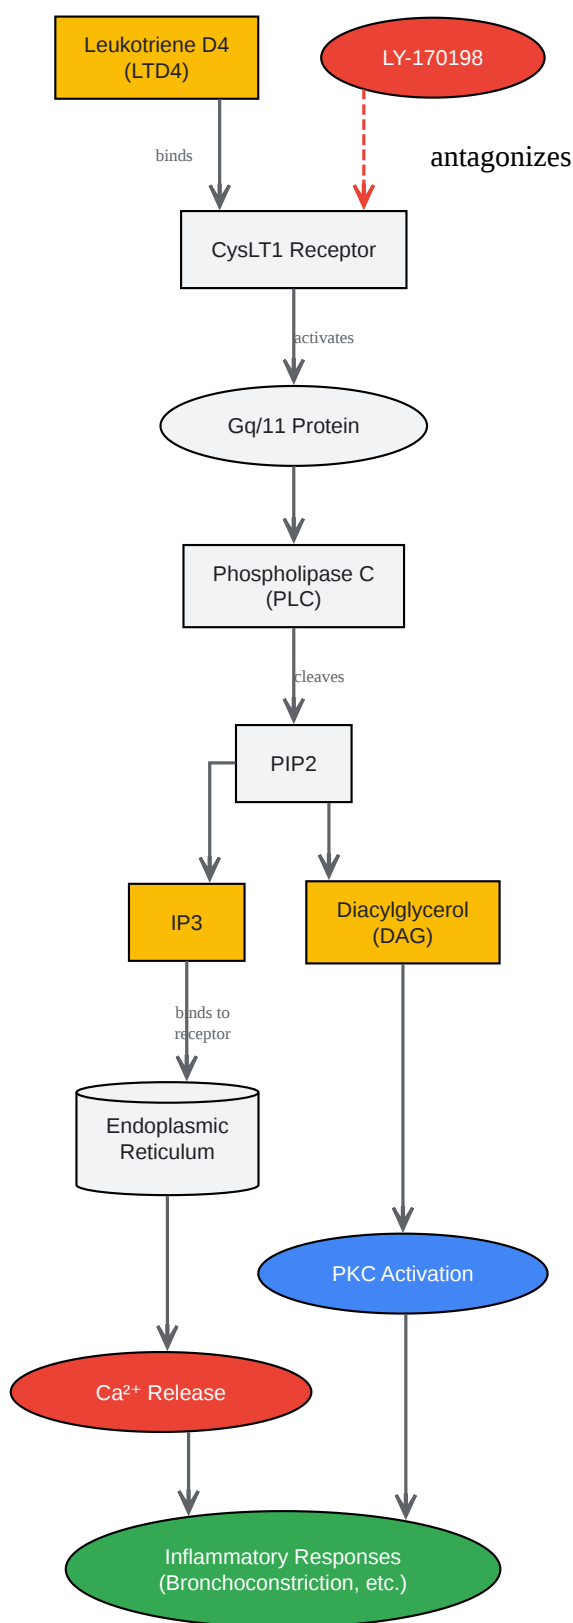 Leukotriene D4
(LTD4)
LY-170198
binds
antagonizes
CysLT1 Receptor
activates
Gq/11 Protein
Phospholipase C
(PLC)
cleaves
PIP2
IP3
Diacylglycerol
(DAG)
binds to
receptor
Endoplasmic
Reticulum
PKC Activation
Ca²⁺ Release
Inflammatory Responses
(Bronchoconstriction, etc.)